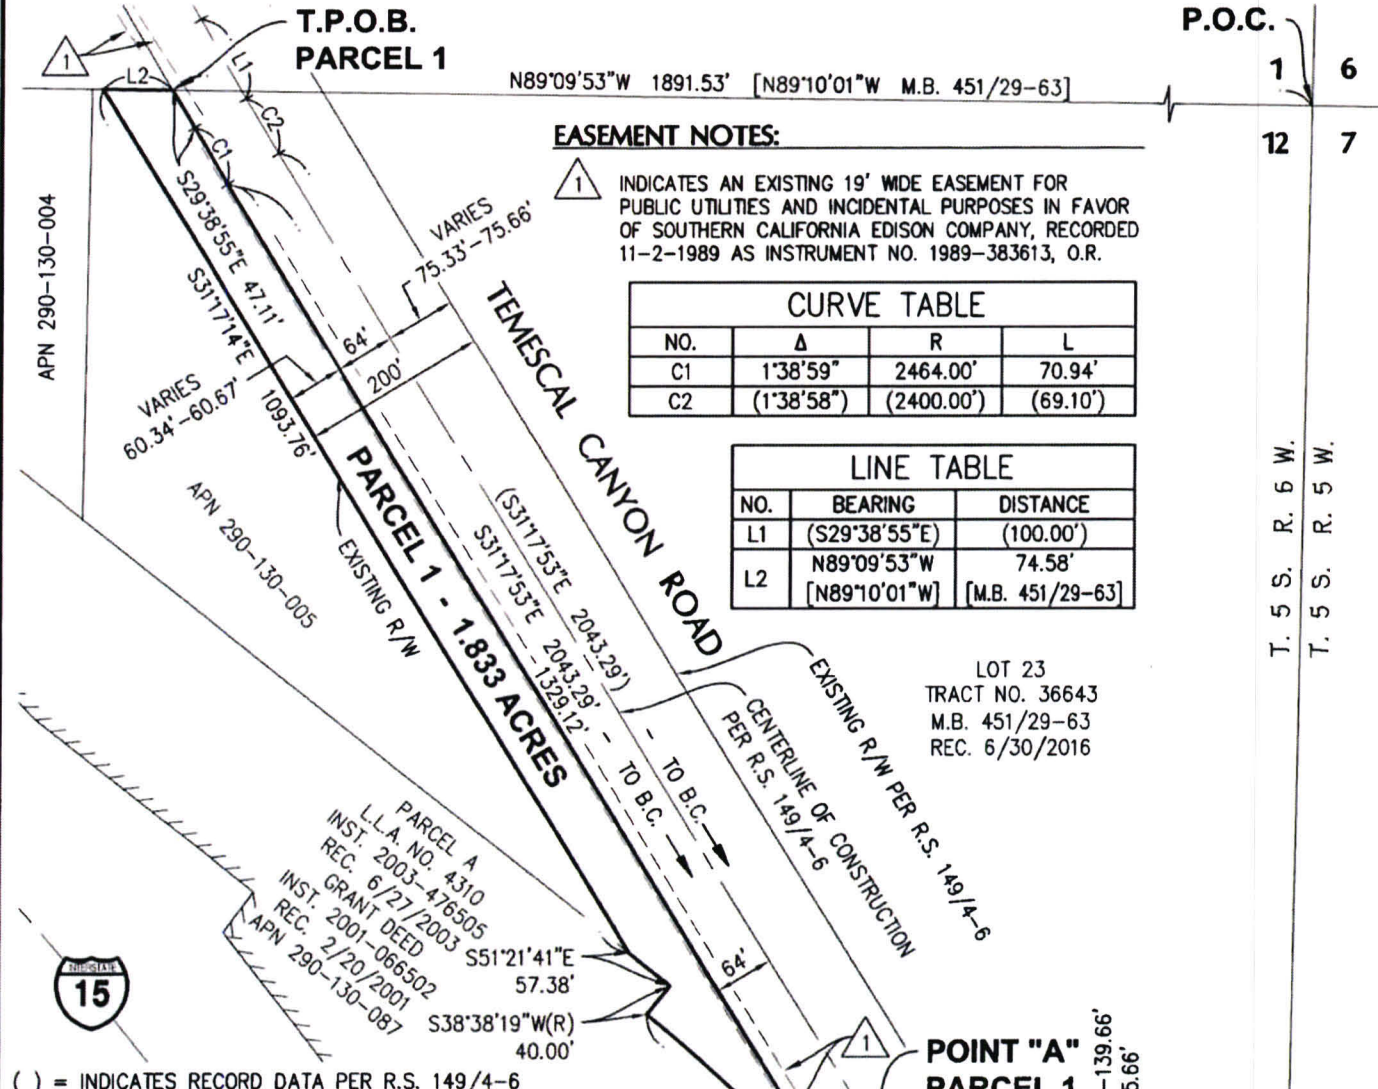 T.P.O.B.
PARCEL 1
P.O.C.
1
6
12
7
1
L2
L1
C2
C1
N89°09'53"W 1891.53' [N89°10'01"W M.B. 451/29-63]
EASEMENT NOTES:
1
INDICATES AN EXISTING 19' WIDE EASEMENT FOR
PUBLIC UTILITIES AND INCIDENTAL PURPOSES IN FAVOR
OF SOUTHERN CALIFORNIA EDISON COMPANY, RECORDED
11-2-1989 AS INSTRUMENT NO. 1989-383613, O.R.
APN 290-130-004
S29°38'55"E 47.11'
S31°17'14"E 1093.76'
VARIES
75.33'-75.66'
64'
200'
VARIES
60.34'-60.67'
TEMESCAL CANYON ROAD
CURVE TABLE
NO. Δ R L
C1 1°38'59" 2464.00' 70.94'
C2 (1°38'58") (2400.00') (69.10')
LINE TABLE
NO. BEARING DISTANCE
L1 (S29°38'55"E) (100.00')
L2 N89°09'53"W 74.58'
[N89°10'01"W] [M.B. 451/29-63]
T. 5 S. R. 6 W.
T. 5 S. R. 5 W.
PARCEL 1 - 1.833 ACRES
(S31°17'53"E 2043.29')
S31°17'53"E 2043.29'
1329.12'
TO B.C.
TO B.C.
APN 290-130-005
EXISTING R/W
EXISTING R/W PER R.S. 149/4-6
CENTERLINE OF CONSTRUCTION
PER R.S. 149/4-6
LOT 23
TRACT NO. 36643
M.B. 451/29-63
REC. 6/30/2016
PARCEL A
L.L.A. NO. 4310
INST. 2003-476505
REC. 6/27/2003
GRANT DEED
INST. 2001-066502
REC. 2/20/2001
APN 290-130-087
S51°21'41"E
57.38'
S38°38'19"W(R)
40.00'
64'
INTERSTATE
15
1
POINT "A"
PARCEL 1
-139.66'
5.66'
( ) = INDICATES RECORD DATA PER R.S. 149/4-6